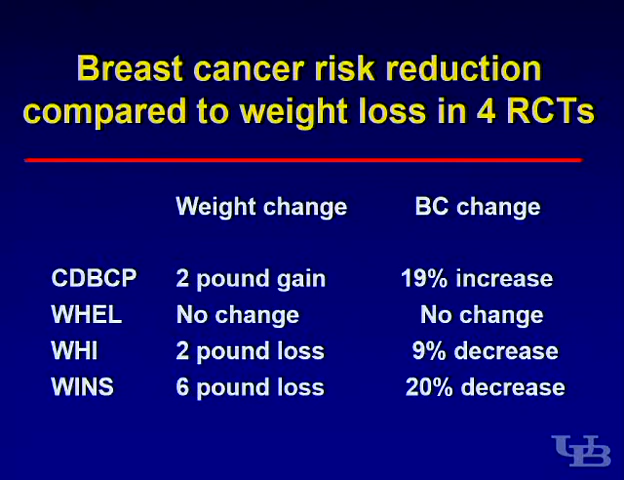 Breast cancer risk reduction
compared to weight loss in 4 RCTs
Weight change BC change
CDBCP 2 pound gain 19% increase
WHEL No change No change
WHI 2 pound loss 9% decrease
WINS 6 pound loss 20% decrease
UB